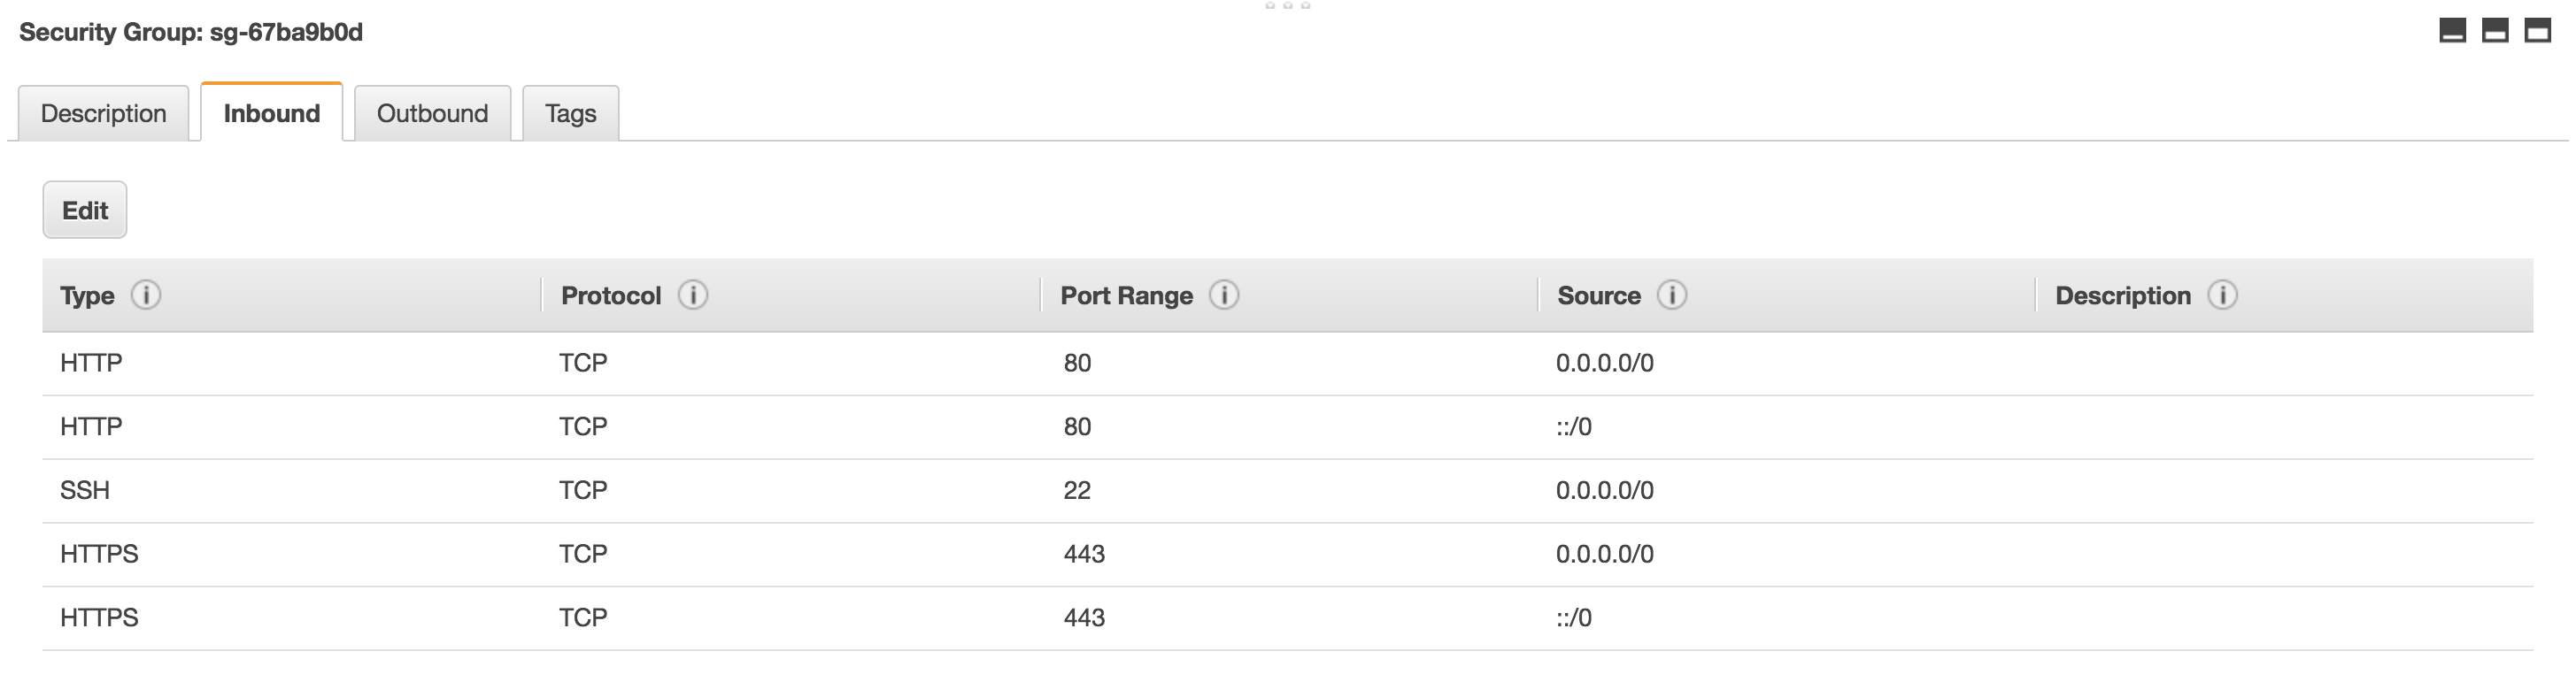 Security Group: sg-67ba9b0d
Description Inbound Outbound Tags
Edit
Type Protocol Port Range Source Description
HTTP TCP 80 0.0.0.0/0
HTTP TCP 80 ::/0
SSH TCP 22 0.0.0.0/0
HTTPS TCP 443 0.0.0.0/0
HTTPS TCP 443 ::/0